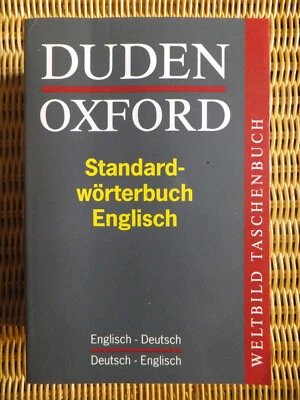 DUDEN
OXFORD
Standard-
wörterbuch
Englisch
Englisch - Deutsch
Deutsch - Englisch
WELTBILD TASCHENBUCH